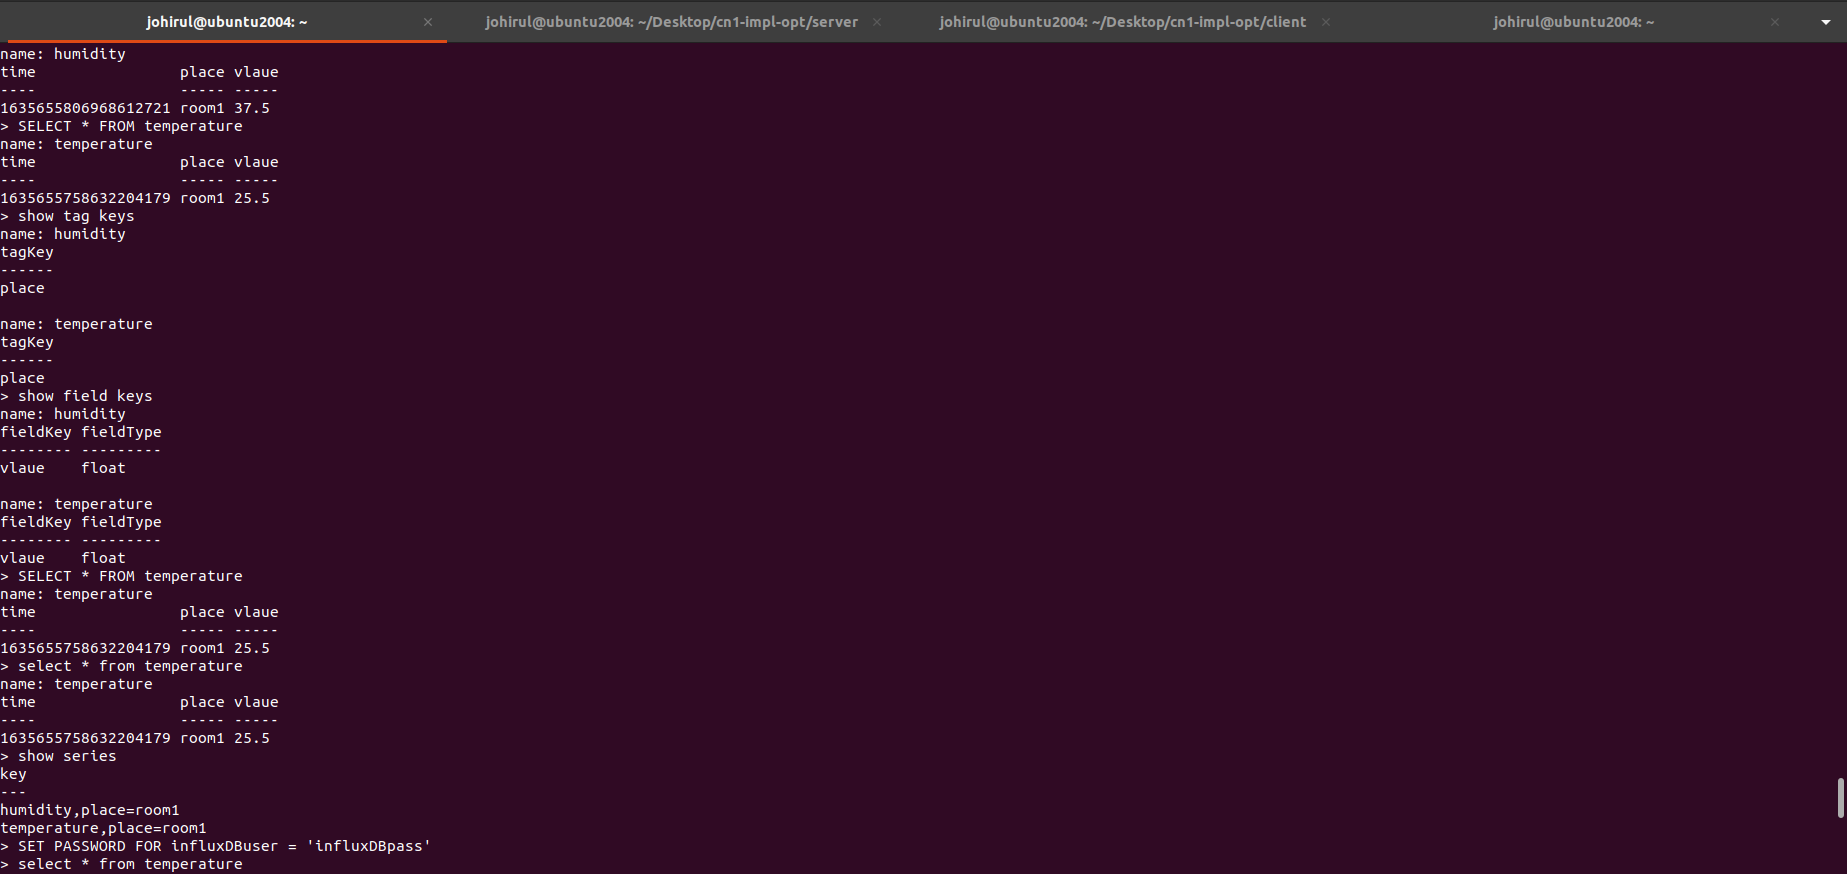 johirul@ubuntu2004: ~ × johirul@ubuntu2004: ~/Desktop/cn1-impl-opt/server × johirul@ubuntu2004: ~/Desktop/cn1-impl-opt/client × johirul@ubuntu2004: ~ ×
name: humidity
time                place vlaue
----                ----- -----
1635655806968612721 room1 37.5
> SELECT * FROM temperature
name: temperature
time                place vlaue
----                ----- -----
1635655758632204179 room1 25.5
> show tag keys
name: humidity
tagKey
------
place

name: temperature
tagKey
------
place
> show field keys
name: humidity
fieldKey fieldType
-------- ---------
vlaue    float

name: temperature
fieldKey fieldType
-------- ---------
vlaue    float
> SELECT * FROM temperature
name: temperature
time                place vlaue
----                ----- -----
1635655758632204179 room1 25.5
> select * from temperature
name: temperature
time                place vlaue
----                ----- -----
1635655758632204179 room1 25.5
> show series
key
---
humidity,place=room1
temperature,place=room1
> SET PASSWORD FOR influxDBuser = 'influxDBpass'
> select * from temperature